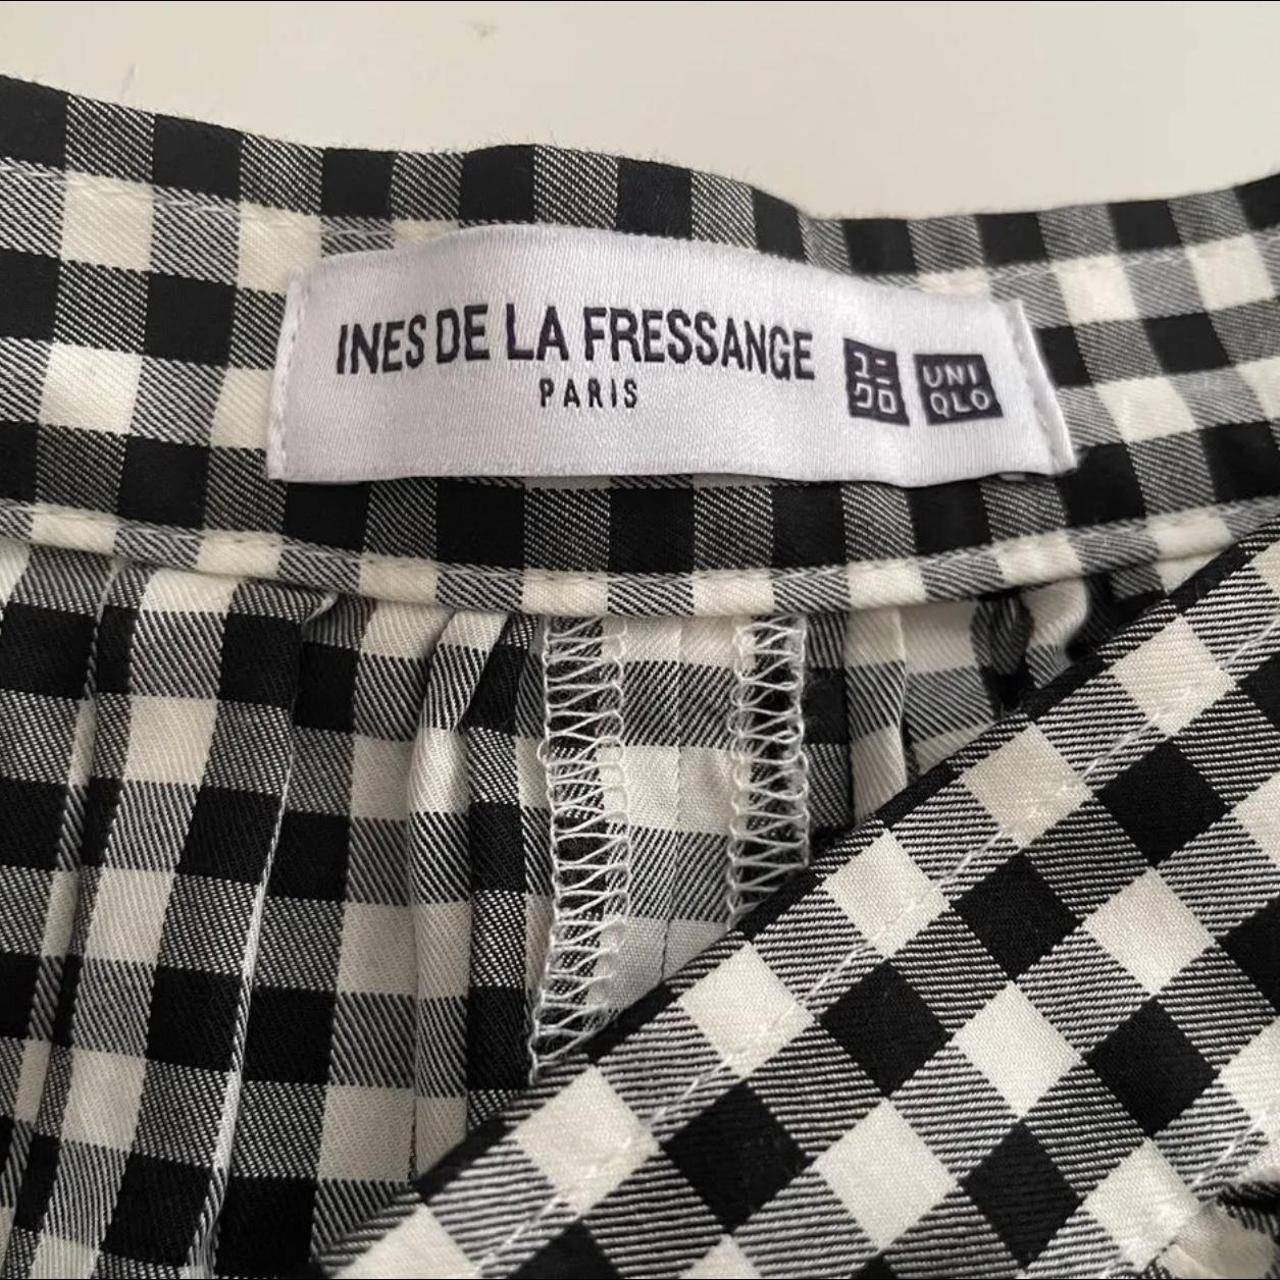 INES DE LA FRESSANGE
PARIS
ユニ
クロ
UNI
QLO